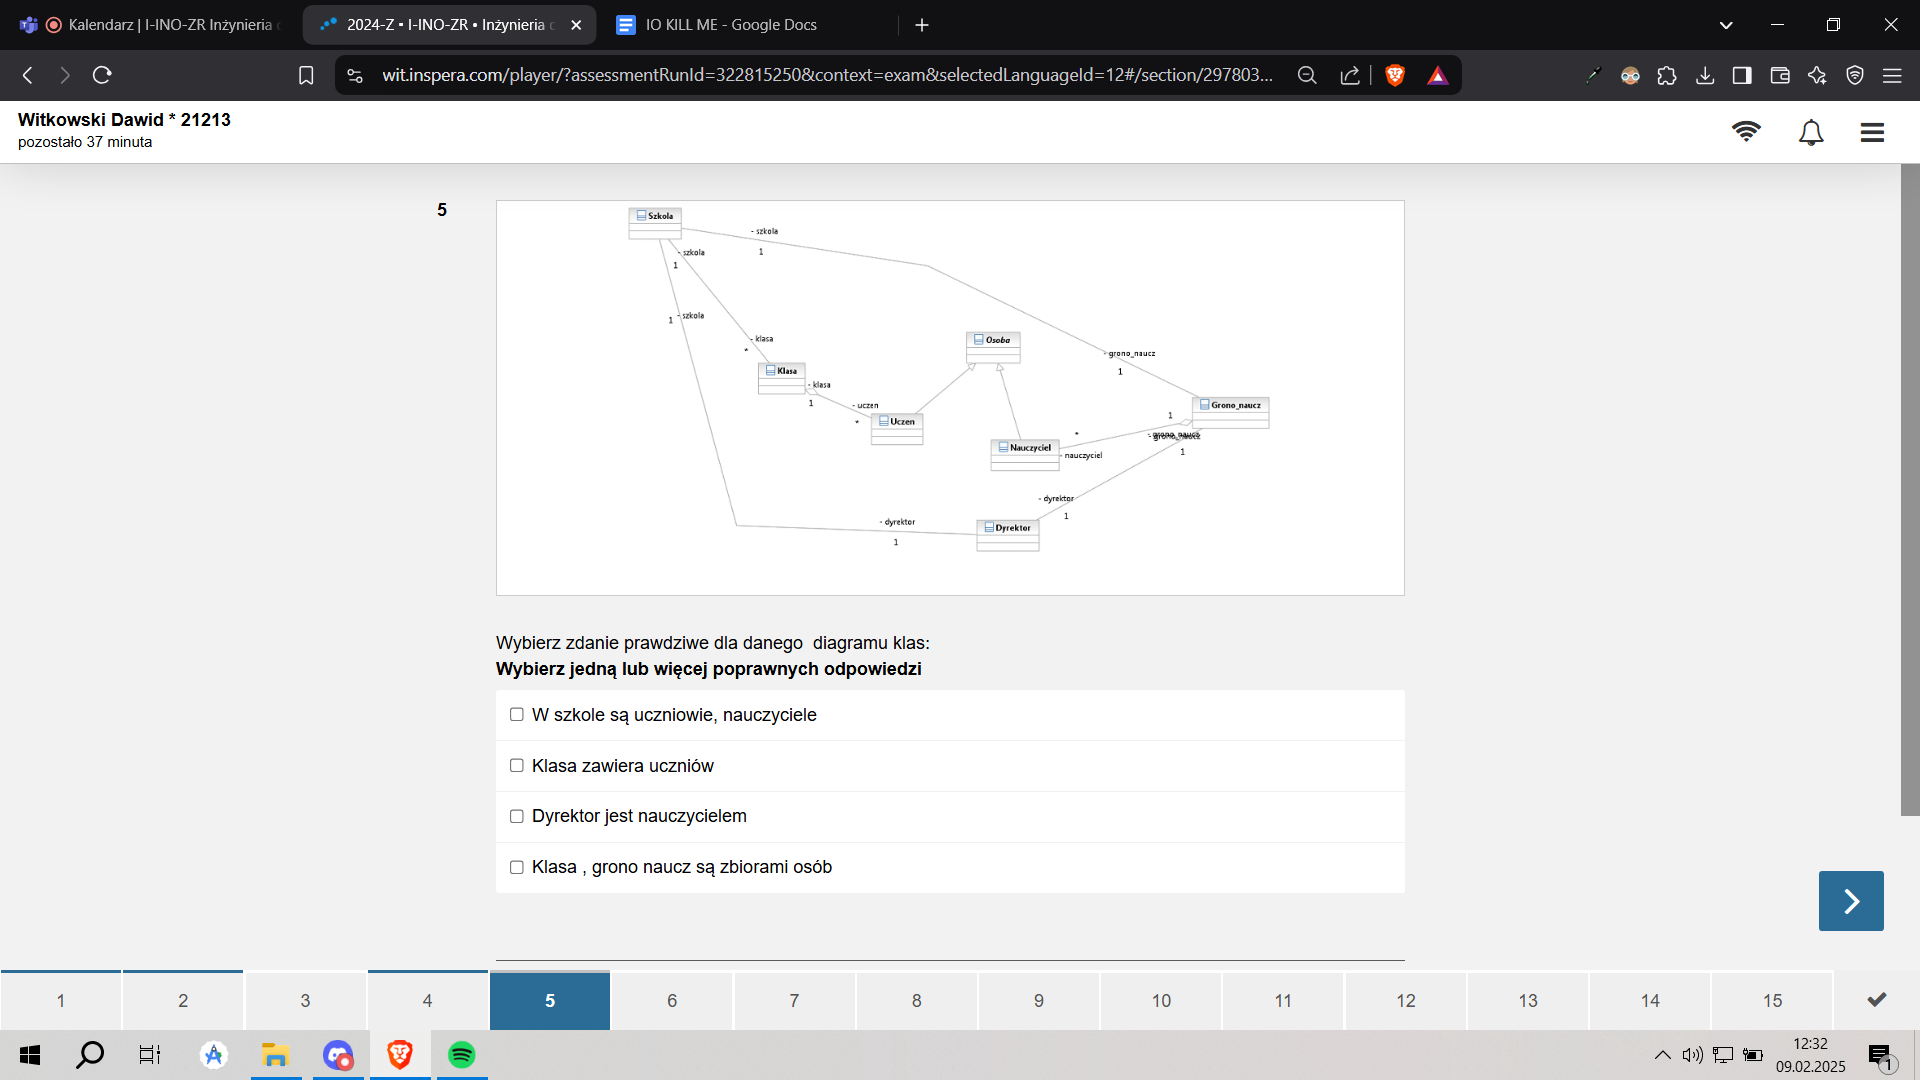 Kalendarz | I-INO-ZR Inżynieria
2024-Z • I-INO-ZR • Inżynieria
IO KILL ME - Google Docs
wit.inspera.com/player/?assessmentRunId=322815250&context=exam&selectedLanguageId=12#/section/297803...
Witkowski Dawid * 21213
pozostało 37 minuta
5
Szkola
- szkola
1
- szkola
1
- szkola
1
- klasa
*
Osoba
- grono_naucz
1
Klasa
- klasa
1
- uczen
*
Uczen
Grono_naucz
1
- grono_naucz
1
*
Nauczyciel
- nauczyciel
- dyrektor
1
- dyrektor
1
Dyrektor
Wybierz zdanie prawdziwe dla danego  diagramu klas:
Wybierz jedną lub więcej poprawnych odpowiedzi
W szkole są uczniowie, nauczyciele
Klasa zawiera uczniów
Dyrektor jest nauczycielem
Klasa , grono naucz są zbiorami osób
1 2 3 4 5 6 7 8 9 10 11 12 13 14 15
12:32
09.02.2025
1